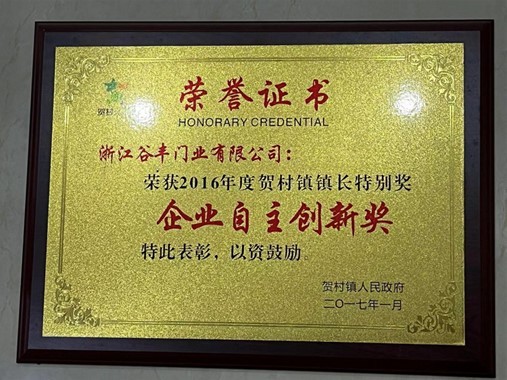 贺村
荣誉证书
HONORARY CREDENTIAL
浙江谷丰门业有限公司：
荣获2016年度贺村镇镇长特别奖
企业自主创新奖
特此表彰，以资鼓励。
贺村镇人民政府
二〇一七年一月